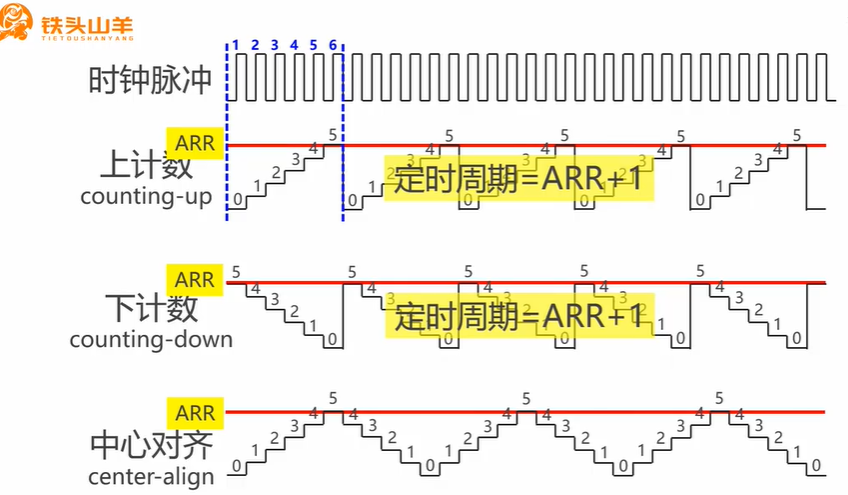 铁头山羊
TIETOUSHANYANG
1 2 3 4 5 6
时钟脉冲
ARR
上计数
counting-up
0 1 2 3 4 5 0 1 2 3 4 5 0 1 2 3 4 5 0 1 2 3 4 5 0 1 2 3 4 5
定时周期=ARR+1
ARR
下计数
counting-down
5 4 3 2 1 0 5 4 3 2 1 0 5 4 3 2 1 0 5 4 3 2 1 0 5 4 3 2 1 0
定时周期=ARR+1
ARR
中心对齐
center-align
0 1 2 3 4 5 4 3 2 1 0 1 2 3 4 5 4 3 2 1 0 1 2 3 4 5 4 3 2 1 0